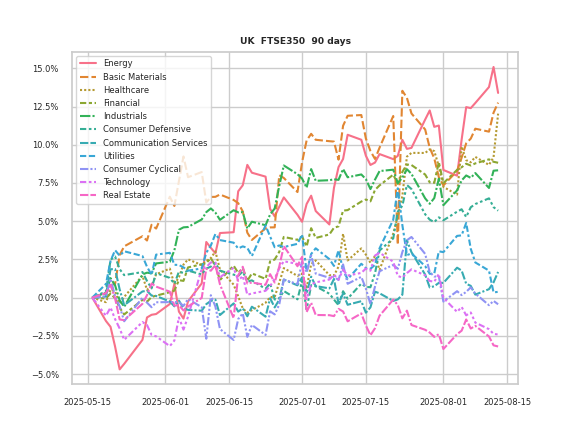 UK FTSE350 90 days
15.0%
12.5%
10.0%
7.5%
5.0%
2.5%
0.0%
−2.5%
−5.0%
Energy
Basic Materials
Healthcare
Financial
Industrials
Consumer Defensive
Communication Services
Utilities
Consumer Cyclical
Technology
Real Estate
2025-05-15
2025-06-01
2025-06-15
2025-07-01
2025-07-15
2025-08-01
2025-08-15